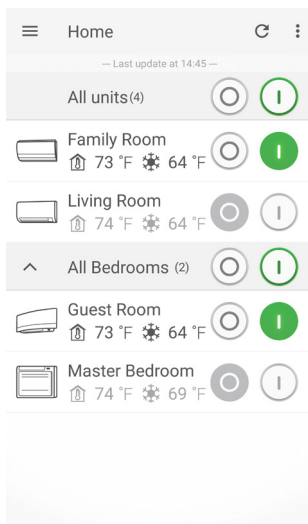 Home
— Last update at 14:45 —
All units(4)
Family Room
73 °F 64 °F
Living Room
74 °F 64 °F
All Bedrooms (2)
Guest Room
73 °F 64 °F
Master Bedroom
74 °F 69 °F